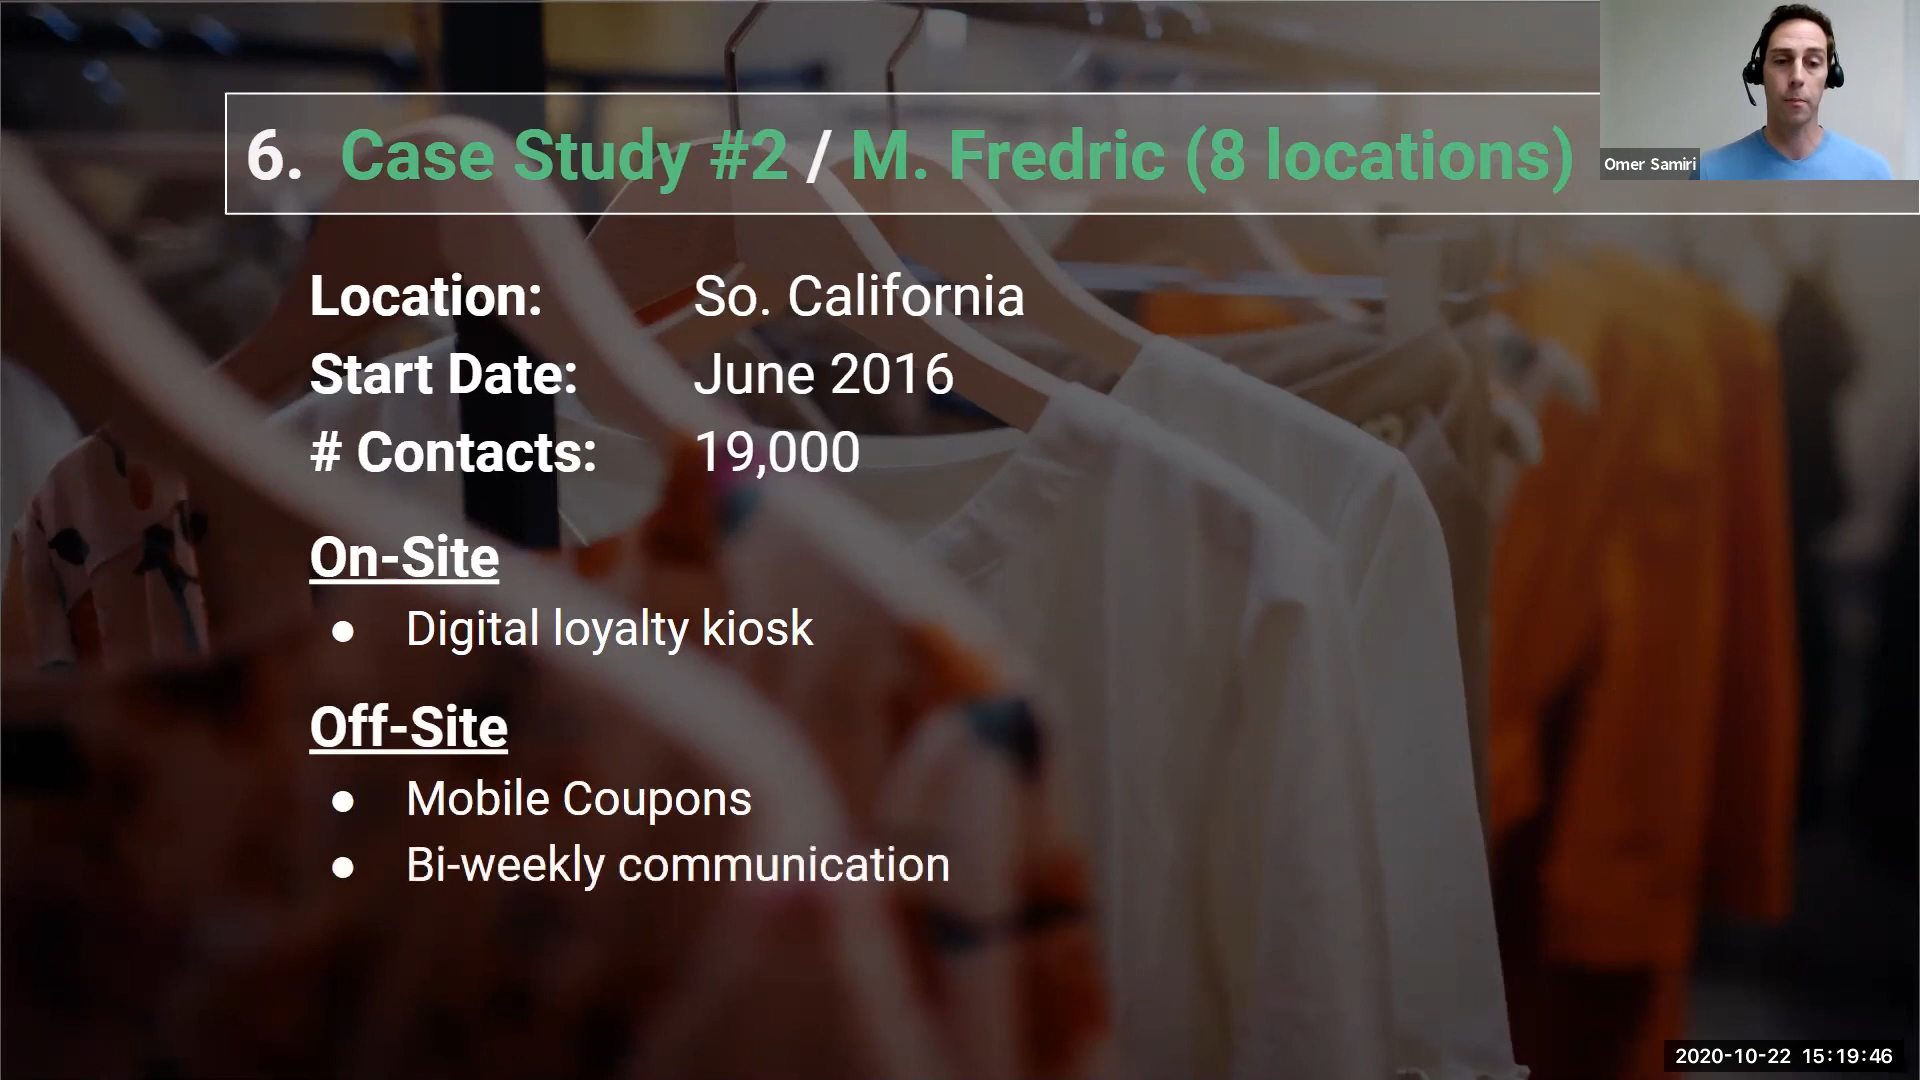 6. Case Study #2 / M. Fredric (8 locations)
Omer Samiri
Location: So. California
Start Date: June 2016
# Contacts: 19,000
On-Site
● Digital loyalty kiosk
Off-Site
● Mobile Coupons
● Bi-weekly communication
2020-10-22 15:19:46